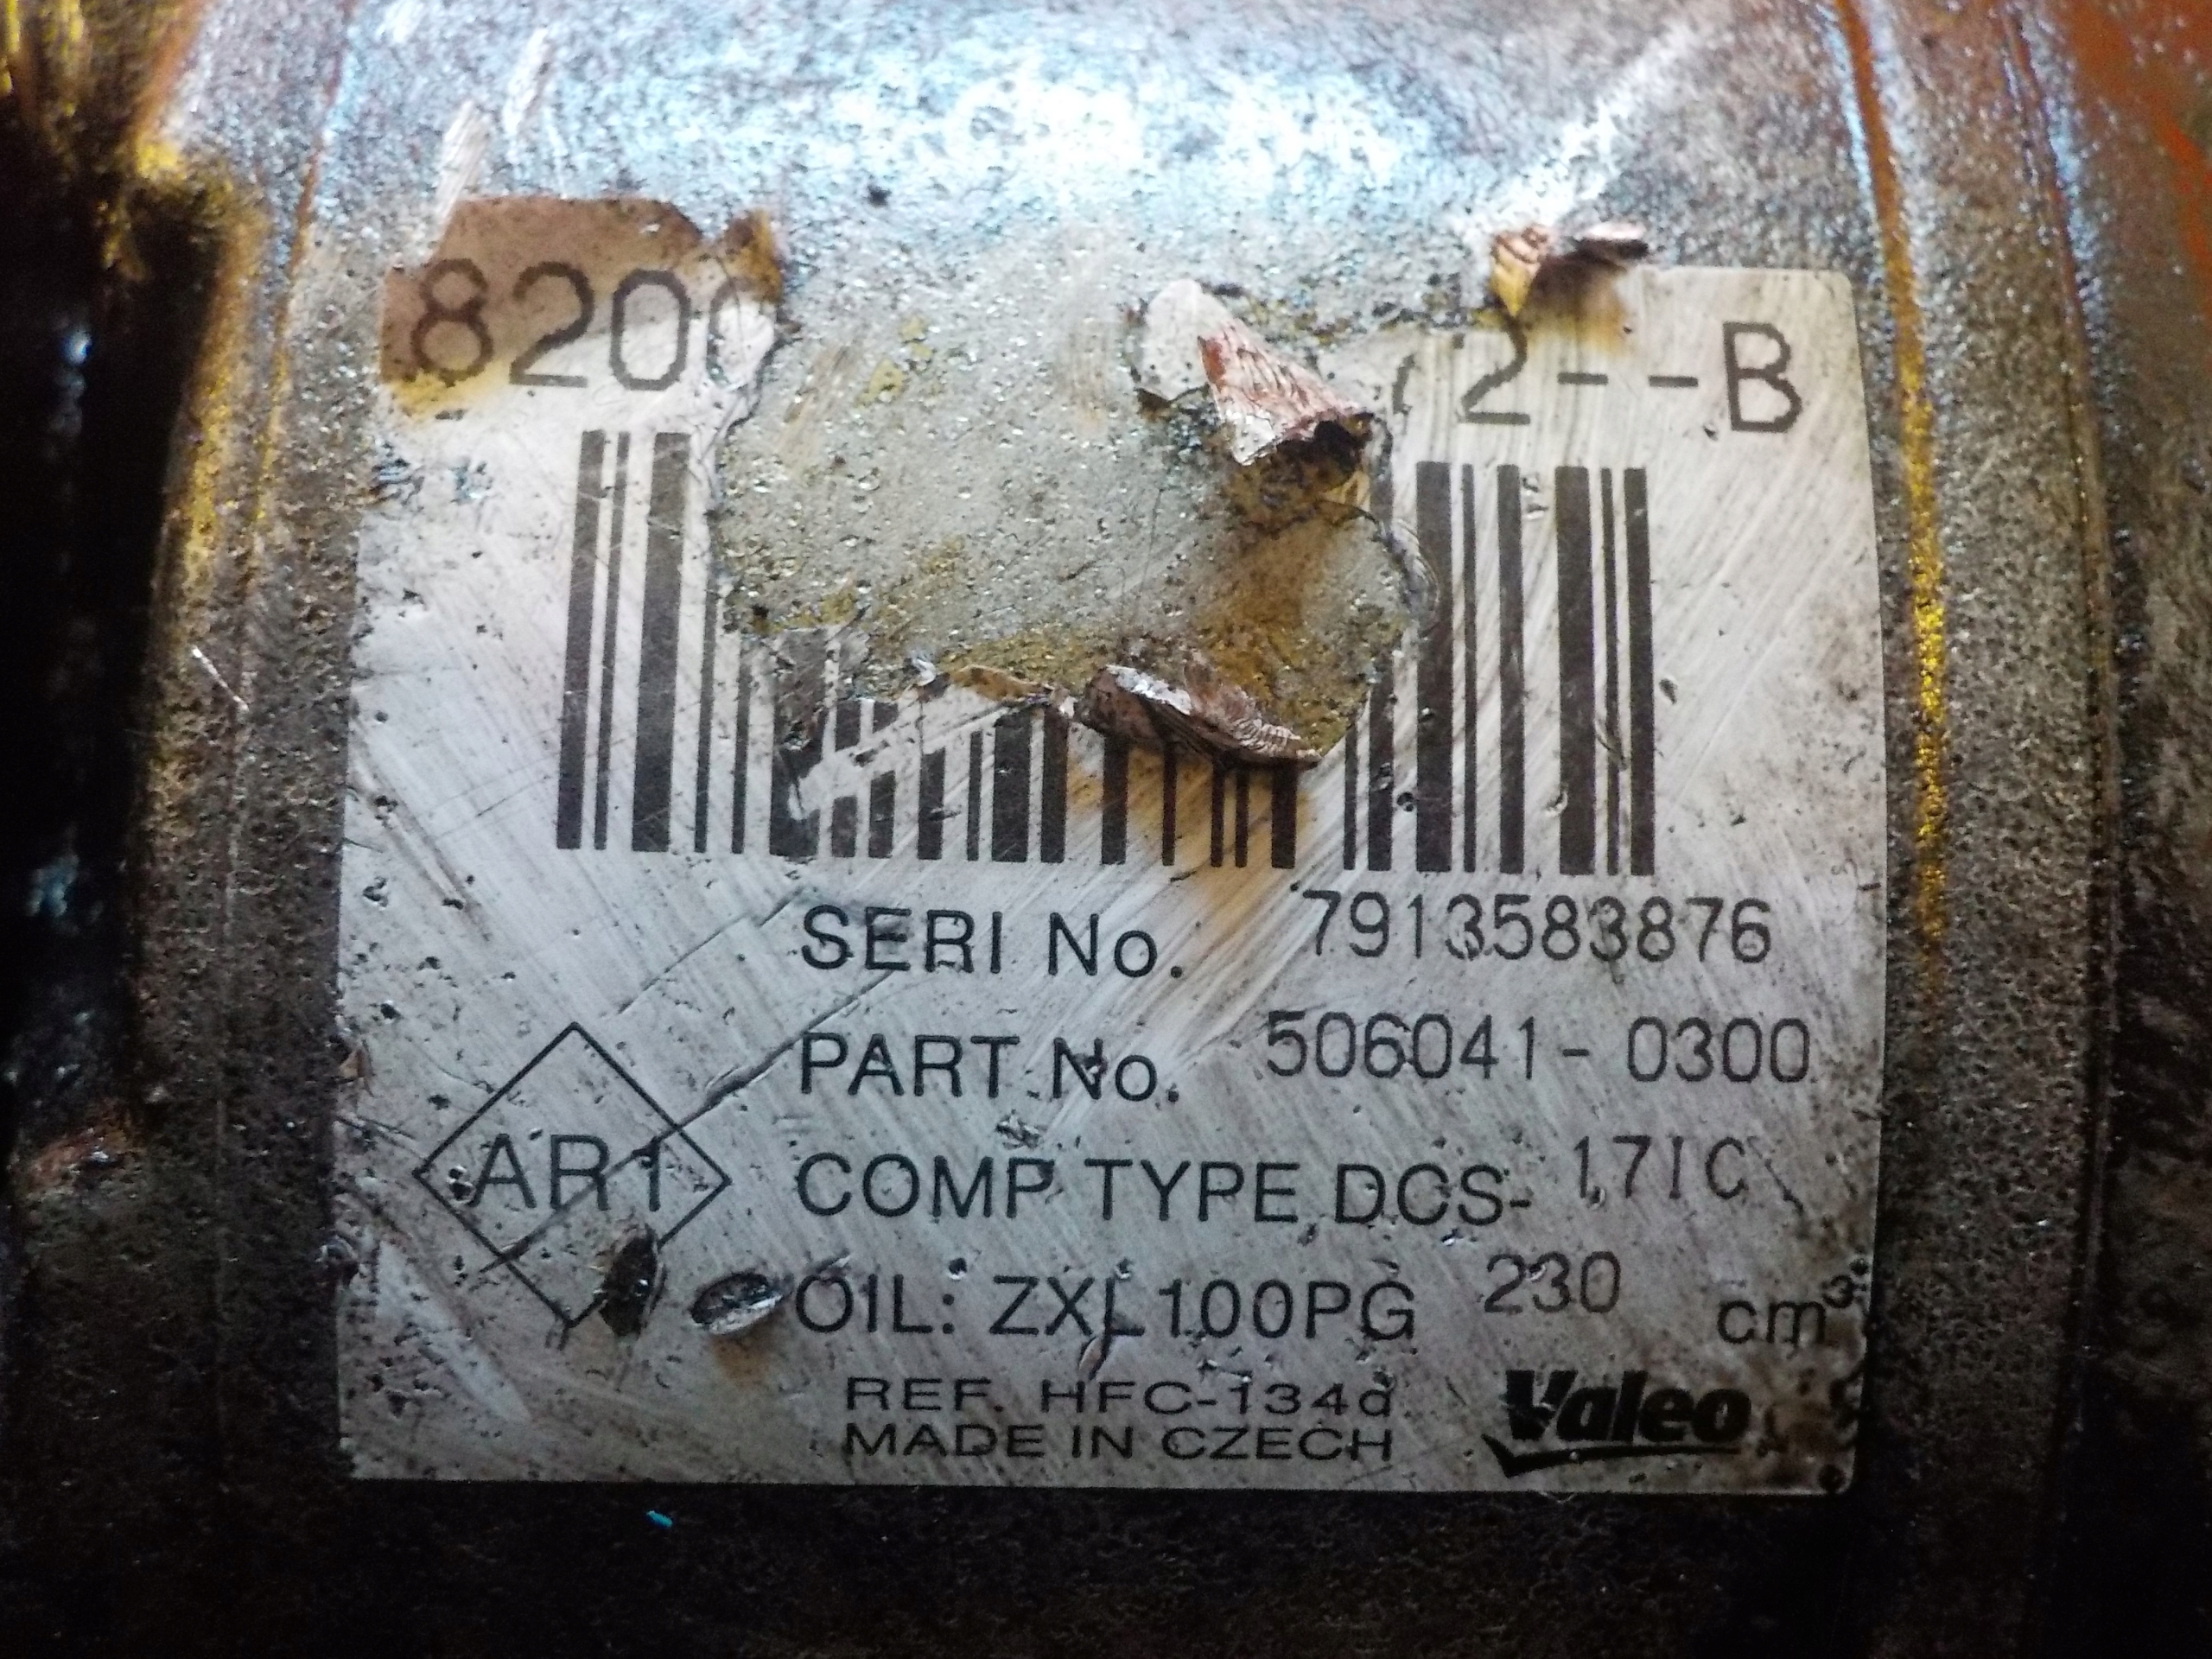 820 2--B
SERI No. 7913583876
PART No. 506041-0300
AR1
COMP TYPE DCS-17IC
OIL: ZXL100PG 230 cm³
REF. HFC-134a
MADE IN CZECH
Valeo